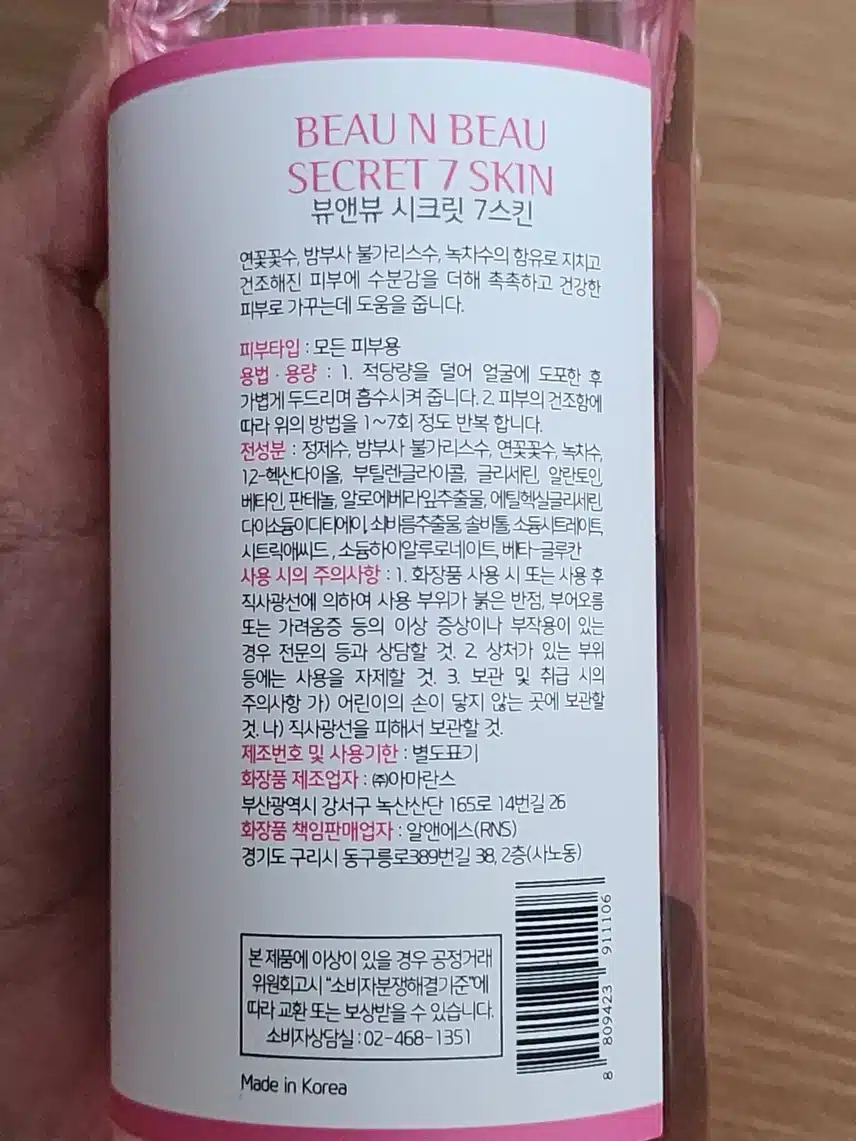 BEAU N BEAU
SECRET 7 SKIN
뷰앤뷰 시크릿 7스킨
연꽃꽃수, 밤부사 불가리스수, 녹차수의 함유로 지치고
건조해진 피부에 수분감을 더해 촉촉하고 건강한
피부로 가꾸는데 도움을 줍니다.
피부타입 : 모든 피부용
용법 · 용량 : 1. 적당량을 덜어 얼굴에 도포한 후
가볍게 두드리며 흡수시켜 줍니다. 2. 피부의 건조함에
따라 위의 방법을 1~7회 정도 반복 합니다.
전성분 : 정제수, 밤부사 불가리스수, 연꽃꽃수, 녹차수,
1,2-헥산다이올, 부틸렌글라이콜, 글리세린, 알란토인,
베타인, 판테놀, 알로에베라잎추출물, 에틸헥실글리세린,
다이소듐이디티에이, 쇠비름추출물, 솔비톨, 소듐시트레이트,
시트릭애씨드, 소듐하이알루로네이트, 베타-글루칸
사용 시의 주의사항 : 1. 화장품 사용 시 또는 사용 후
직사광선에 의하여 사용 부위가 붉은 반점, 부어오름
또는 가려움증 등의 이상 증상이나 부작용이 있는
경우 전문의 등과 상담할 것. 2. 상처가 있는 부위
등에는 사용을 자제할 것. 3. 보관 및 취급 시의
주의사항 가) 어린이의 손이 닿지 않는 곳에 보관할
것. 나) 직사광선을 피해서 보관할 것.
제조번호 및 사용기한 : 별도표기
화장품 제조업자 : ㈜아마란스
부산광역시 강서구 녹산산단 165로 14번길 26
화장품 책임판매업자 : 알앤에스(RNS)
경기도 구리시 동구릉로389번길 38, 2층(사노동)
본 제품에 이상이 있을 경우 공정거래
위원회고시 "소비자분쟁해결기준"에
따라 교환 또는 보상받을 수 있습니다.
소비자상담실 : 02-468-1351
8 809423 911106
Made in Korea